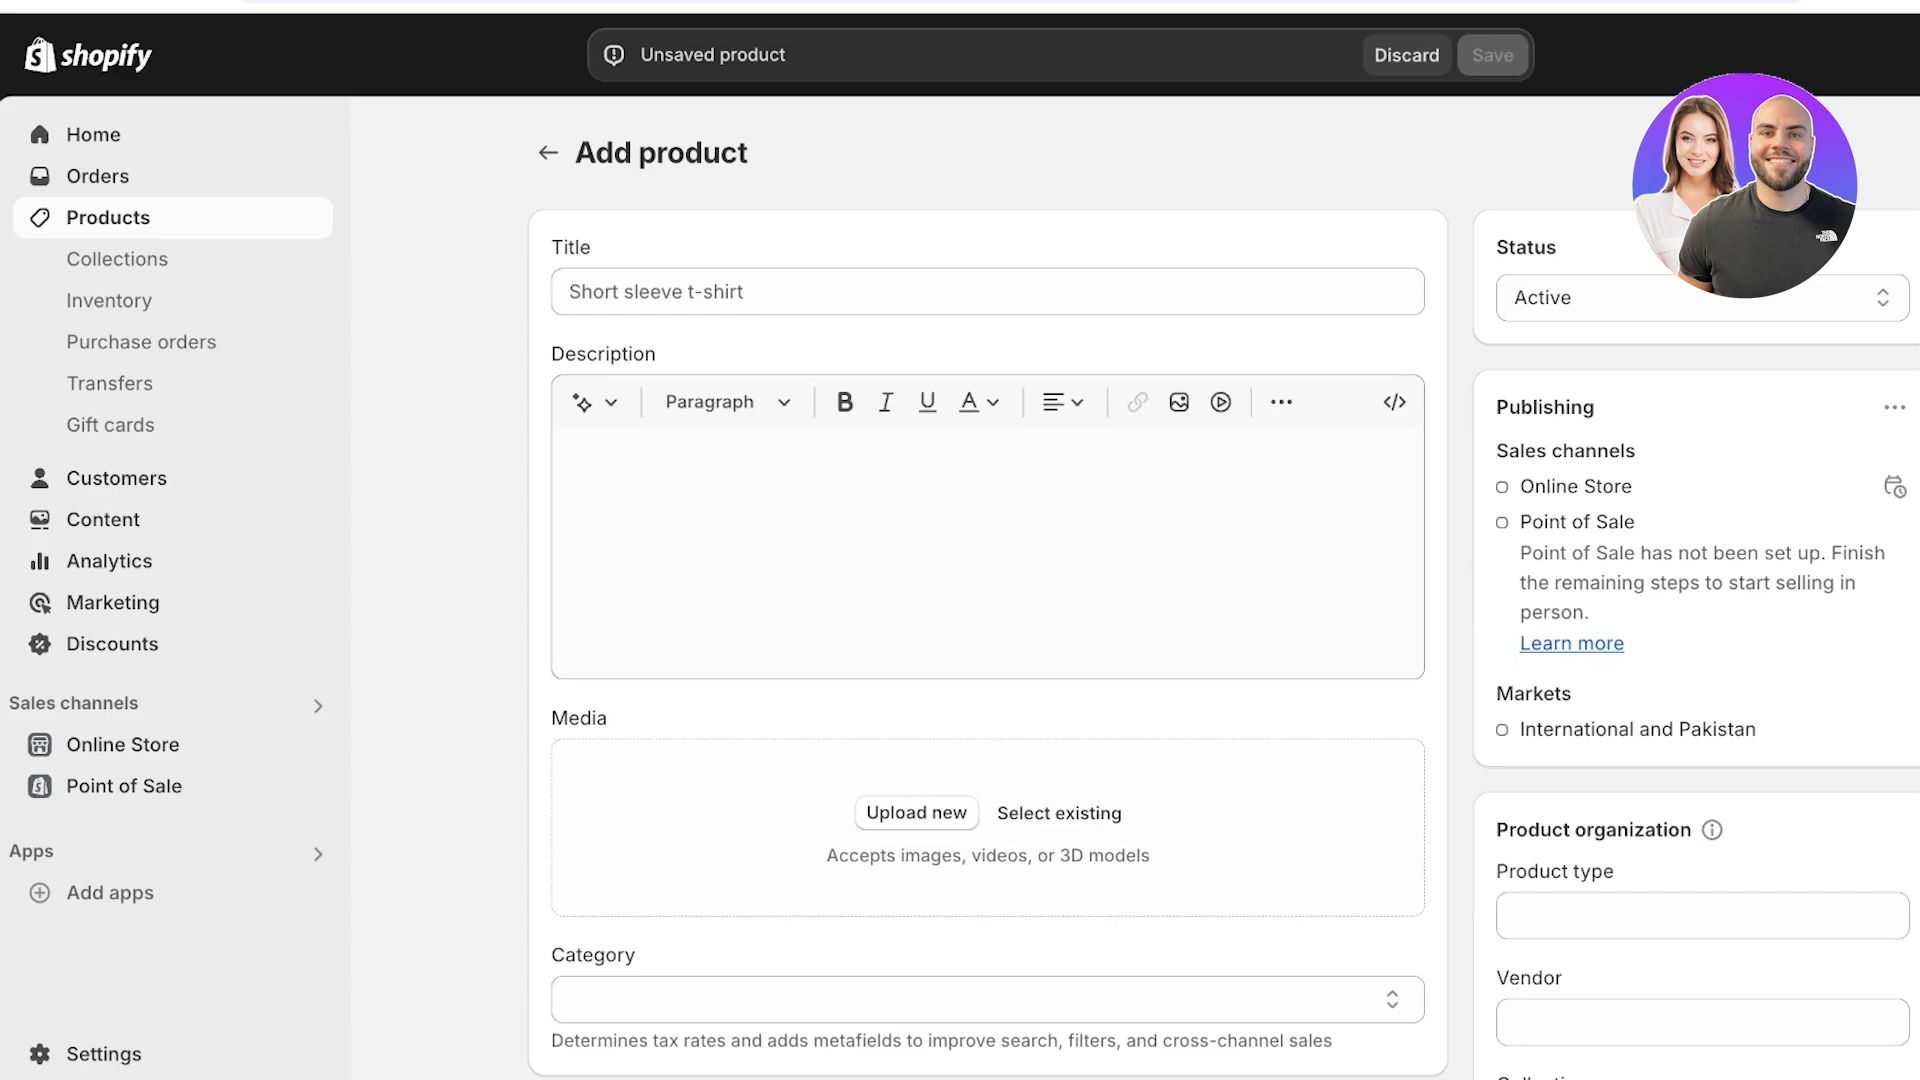 shopify
Unsaved product
Discard
Save
Home
Orders
Products
Collections
Inventory
Purchase orders
Transfers
Gift cards
Customers
Content
Analytics
Marketing
Discounts
Sales channels
Online Store
Point of Sale
Apps
Add apps
Settings
Add product
Title
Short sleeve t-shirt
Description
Paragraph
Media
Upload new
Select existing
Accepts images, videos, or 3D models
Category
Determines tax rates and adds metafields to improve search, filters, and cross-channel sales
Status
Active
Publishing
Sales channels
Online Store
Point of Sale
Point of Sale has not been set up. Finish
the remaining steps to start selling in
person.
Learn more
Markets
International and Pakistan
Product organization
Product type
Vendor